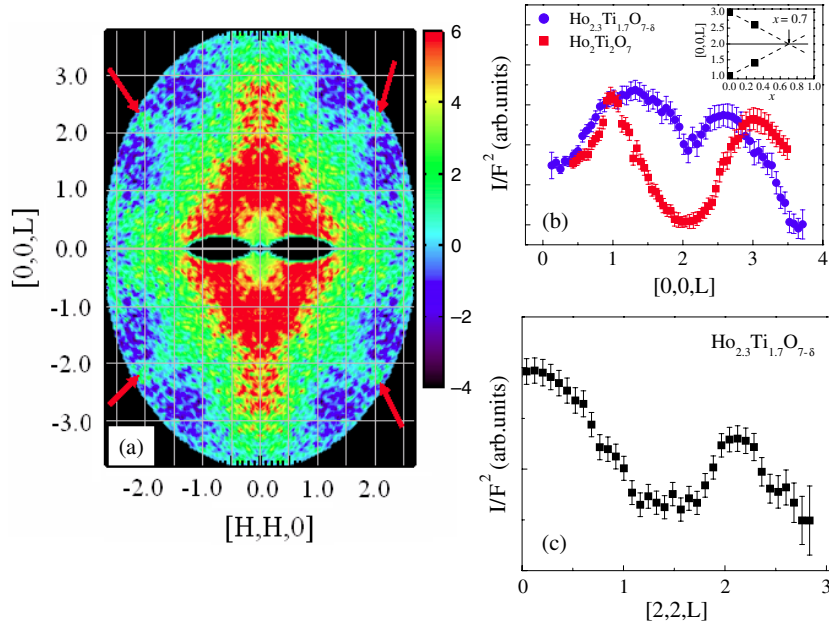 (a)
[0,0,L]
3.0
2.0
1.0
0.0
-1.0
-2.0
-3.0
-2.0 -1.0 0.0 1.0 2.0
[H,H,0]
6
4
2
0
−2
−4
(b)
Ho2.3Ti1.7O7-δ
Ho2Ti2O7
I/F² (arb.units)
0 1 2 3 4
[0,0,L]
[0,0,L]
3.0
2.5
2.0
1.5
1.0
x = 0.7
0.0 0.2 0.4 0.6 0.8 1.0
x
Ho2.3Ti1.7O7-δ
I/F² (arb.units)
(c)
0 1 2 3
[2,2,L]